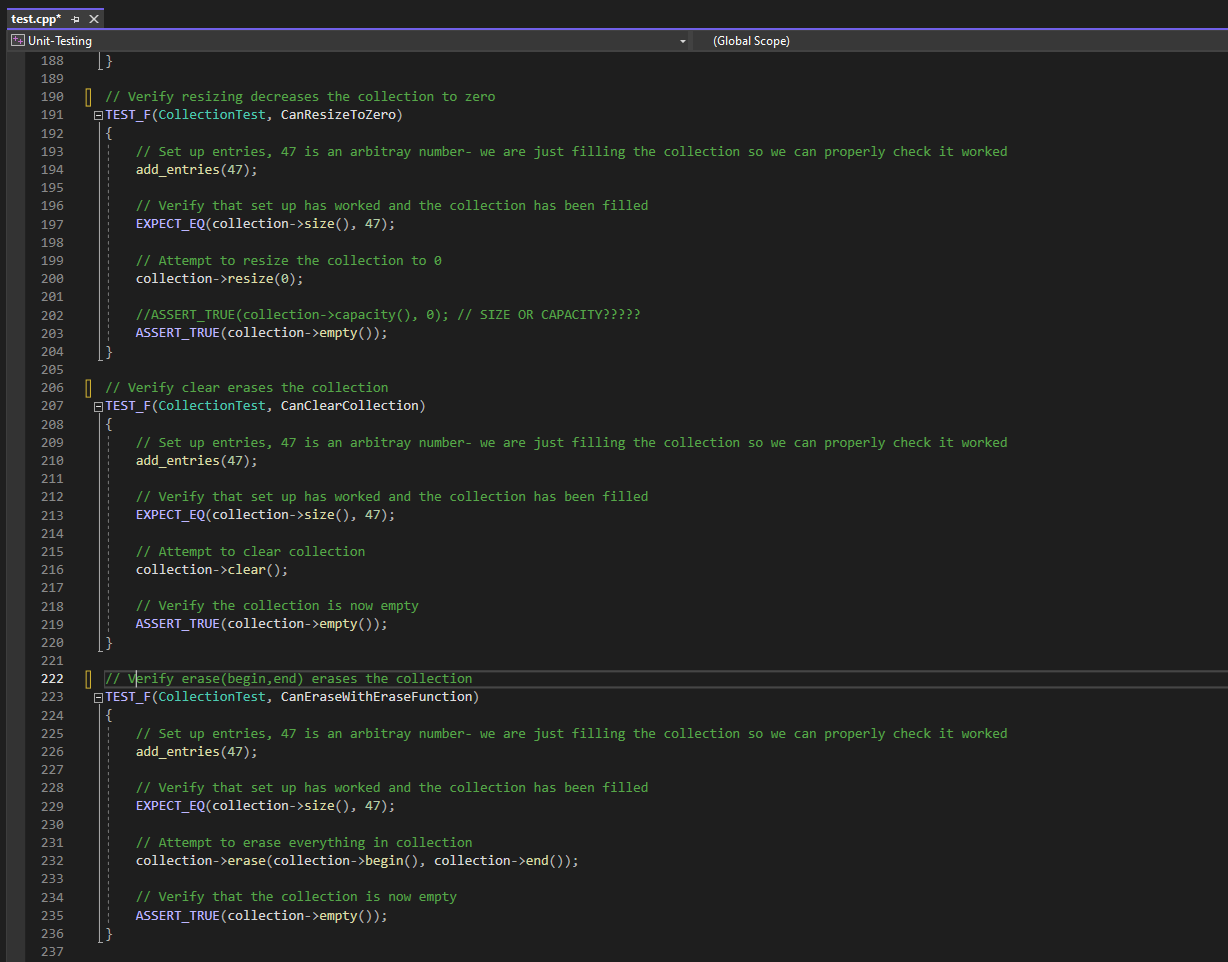 test.cpp*
Unit-Testing (Global Scope)
188 }
189
190 // Verify resizing decreases the collection to zero
191 TEST_F(CollectionTest, CanResizeToZero)
192 {
193 // Set up entries, 47 is an arbitray number- we are just filling the collection so we can properly check it worked
194 add_entries(47);
195
196 // Verify that set up has worked and the collection has been filled
197 EXPECT_EQ(collection->size(), 47);
198
199 // Attempt to resize the collection to 0
200 collection->resize(0);
201
202 //ASSERT_TRUE(collection->capacity(), 0); // SIZE OR CAPACITY?????
203 ASSERT_TRUE(collection->empty());
204 }
205
206 // Verify clear erases the collection
207 TEST_F(CollectionTest, CanClearCollection)
208 {
209 // Set up entries, 47 is an arbitray number- we are just filling the collection so we can properly check it worked
210 add_entries(47);
211
212 // Verify that set up has worked and the collection has been filled
213 EXPECT_EQ(collection->size(), 47);
214
215 // Attempt to clear collection
216 collection->clear();
217
218 // Verify the collection is now empty
219 ASSERT_TRUE(collection->empty());
220 }
221
222 // Verify erase(begin,end) erases the collection
223 TEST_F(CollectionTest, CanEraseWithEraseFunction)
224 {
225 // Set up entries, 47 is an arbitray number- we are just filling the collection so we can properly check it worked
226 add_entries(47);
227
228 // Verify that set up has worked and the collection has been filled
229 EXPECT_EQ(collection->size(), 47);
230
231 // Attempt to erase everything in collection
232 collection->erase(collection->begin(), collection->end());
233
234 // Verify that the collection is now empty
235 ASSERT_TRUE(collection->empty());
236 }
237